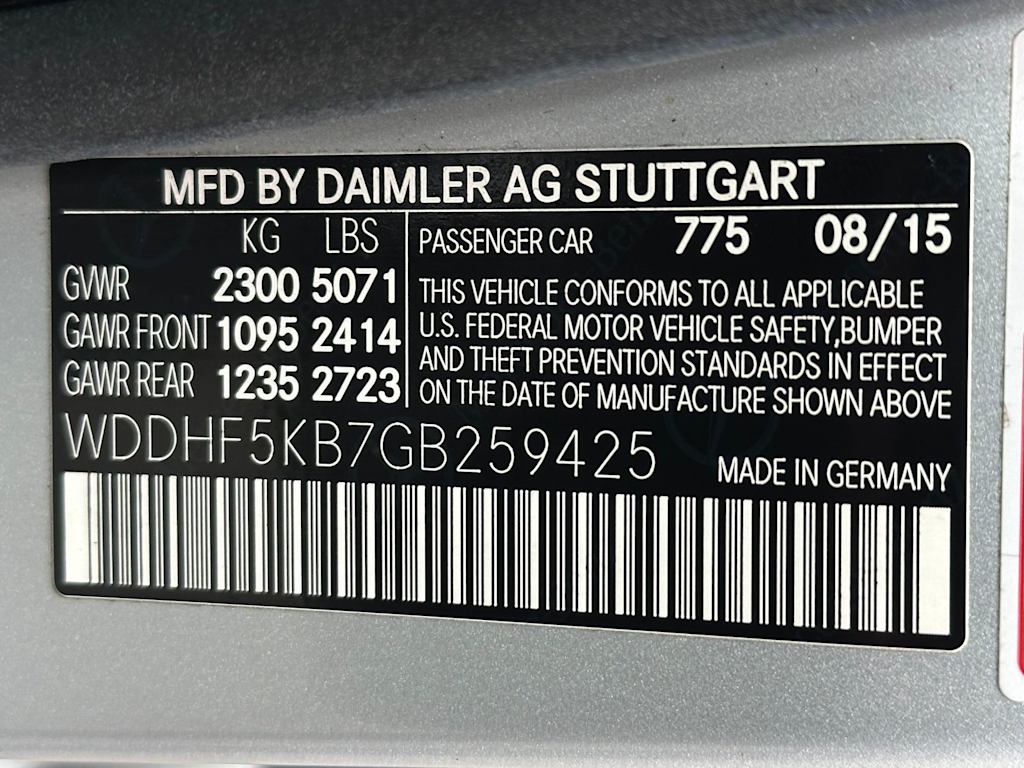 MFD BY DAIMLER AG STUTTGART
KG LBS
GVWR 2300 5071
GAWR FRONT 1095 2414
GAWR REAR 1235 2723
PASSENGER CAR 775 08/15
THIS VEHICLE CONFORMS TO ALL APPLICABLE
U.S. FEDERAL MOTOR VEHICLE SAFETY,BUMPER
AND THEFT PREVENTION STANDARDS IN EFFECT
ON THE DATE OF MANUFACTURE SHOWN ABOVE
WDDHF5KB7GB259425
MADE IN GERMANY